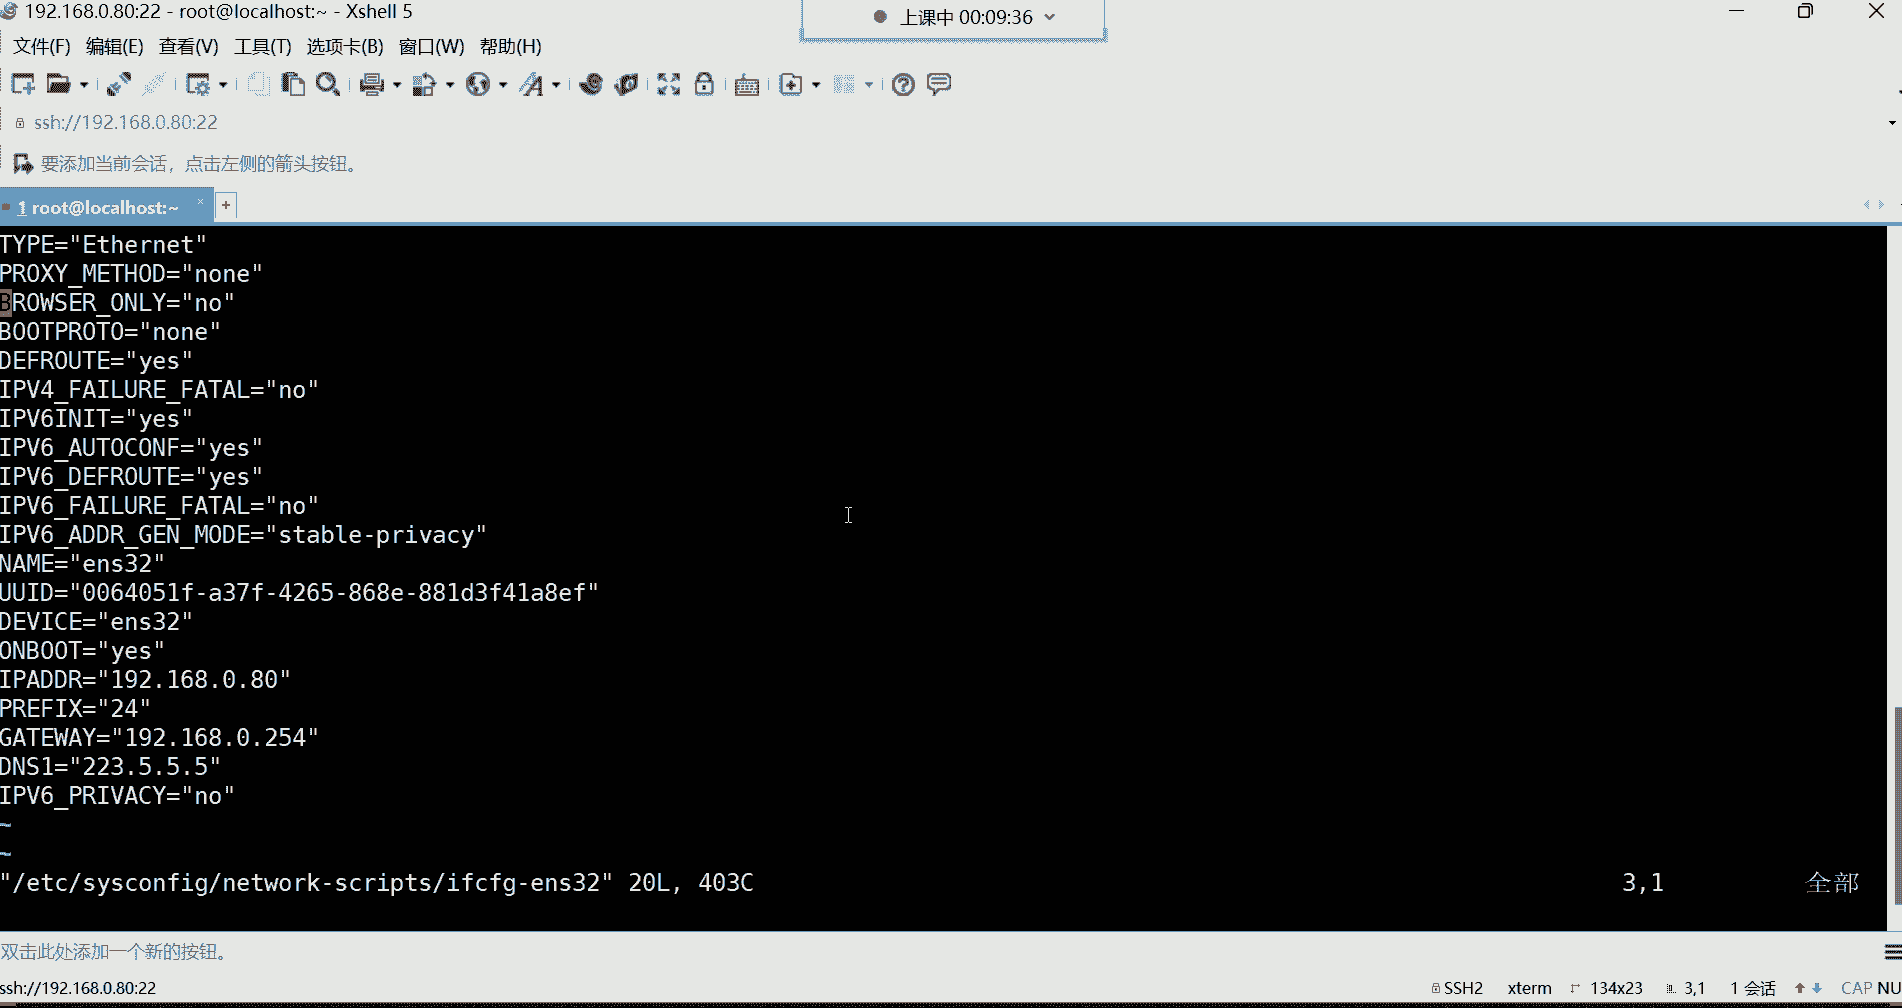 192.168.0.80:22 - root@localhost:~ - Xshell 5
上课中 00:09:36
文件(F) 编辑(E) 查看(V) 工具(T) 选项卡(B) 窗口(W) 帮助(H)
ssh://192.168.0.80:22
要添加当前会话，点击左侧的箭头按钮。
1 root@localhost:~ × +
TYPE="Ethernet"
PROXY_METHOD="none"
BROWSER_ONLY="no"
BOOTPROTO="none"
DEFROUTE="yes"
IPV4_FAILURE_FATAL="no"
IPV6INIT="yes"
IPV6_AUTOCONF="yes"
IPV6_DEFROUTE="yes"
IPV6_FAILURE_FATAL="no"
IPV6_ADDR_GEN_MODE="stable-privacy"
NAME="ens32"
UUID="0064051f-a37f-4265-868e-881d3f41a8ef"
DEVICE="ens32"
ONBOOT="yes"
IPADDR="192.168.0.80"
PREFIX="24"
GATEWAY="192.168.0.254"
DNS1="223.5.5.5"
IPV6_PRIVACY="no"
~
~
"/etc/sysconfig/network-scripts/ifcfg-ens32" 20L, 403C 3,1 全部
双击此处添加一个新的按钮。
ssh://192.168.0.80:22 SSH2 xterm 134x23 3,1 1 会话 CAP NU